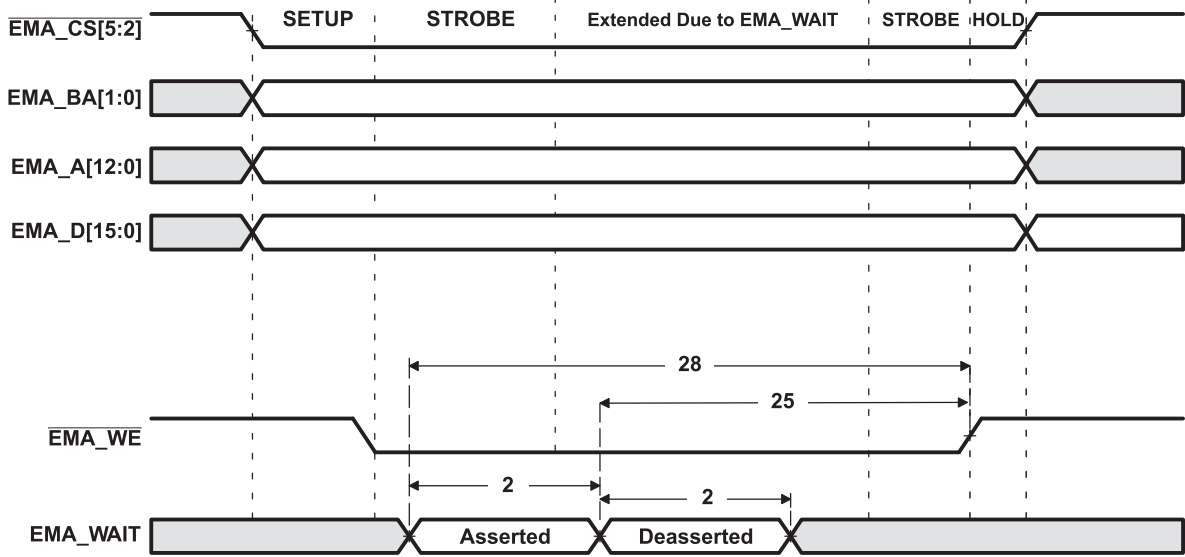 EMA_CS[5:2] SETUP STROBE Extended Due to EMA_WAIT STROBE HOLD
EMA_BA[1:0]
EMA_A[12:0]
EMA_D[15:0]
28
25
EMA_WE
2
2
EMA_WAIT Asserted Deasserted